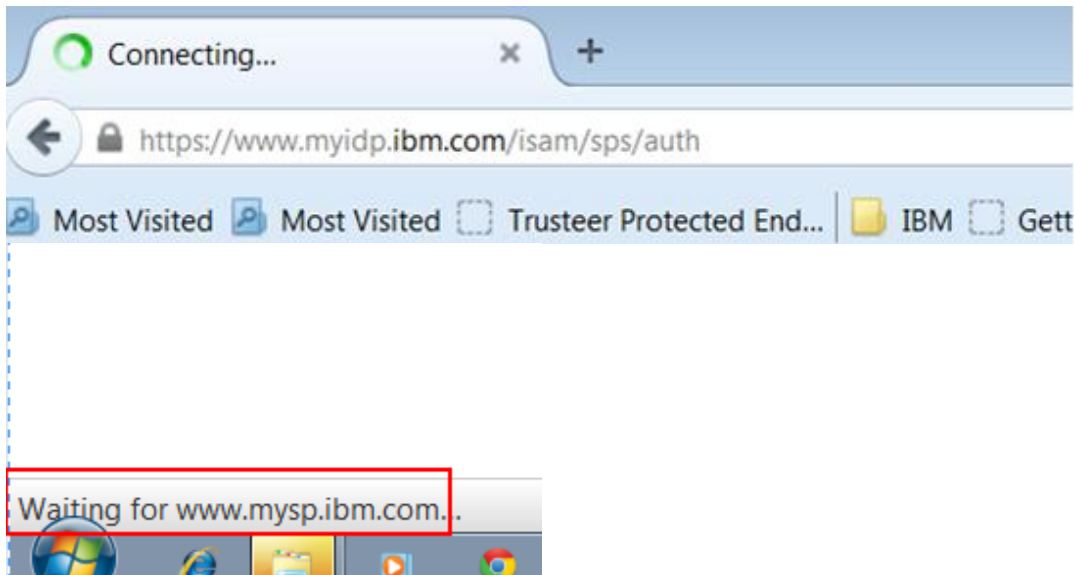 Connecting...
https://www.myidp.ibm.com/isam/sps/auth
Most Visited Most Visited Trusteer Protected End... IBM Gett
Waiting for www.mysp.ibm.com...